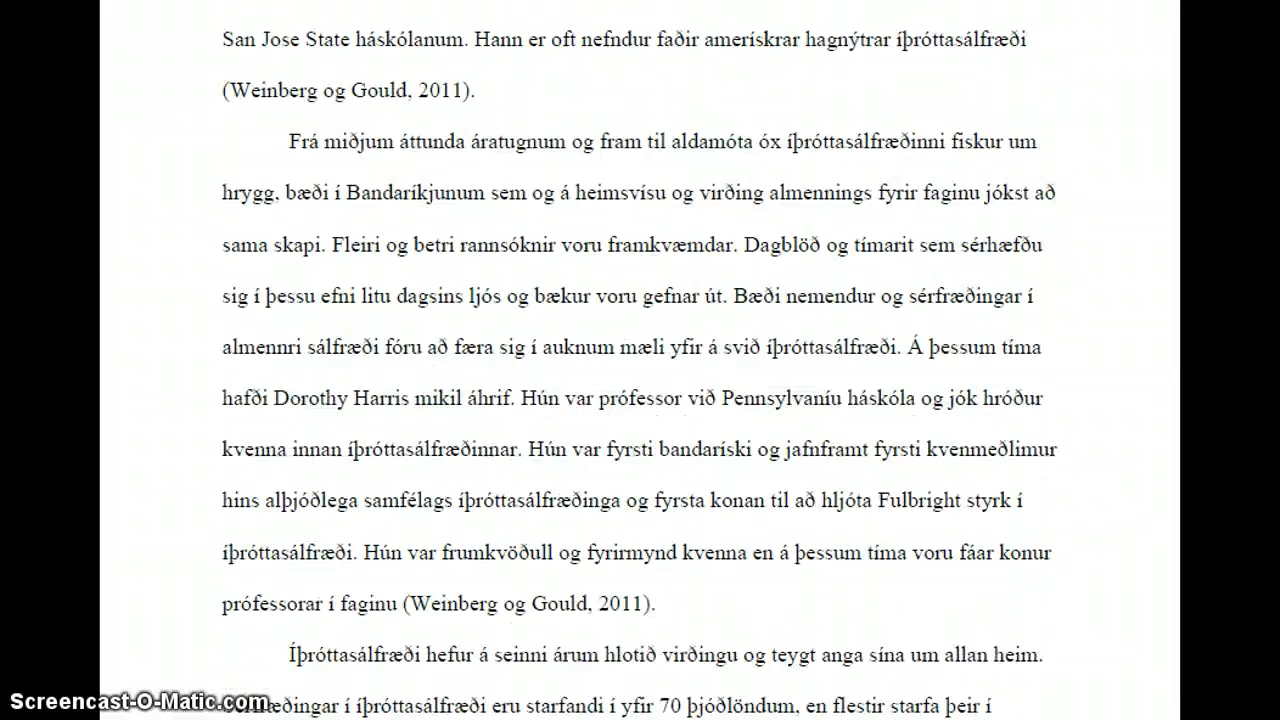 San Jose State háskólanum. Hann er oft nefndur faðir amerískrar hagnýtrar íþróttasálfræði
(Weinberg og Gould, 2011).
Frá miðjum áttunda áratugnum og fram til aldamóta óx íþróttasálfræðinni fiskur um
hrygg, bæði í Bandaríkjunum sem og á heimsvísu og virðing almennings fyrir faginu jókst að
sama skapi. Fleiri og betri rannsóknir voru framkvæmdar. Dagblöð og tímarit sem sérhæfðu
sig í þessu efni litu dagsins ljós og bækur voru gefnar út. Bæði nemendur og sérfræðingar í
almennri sálfræði fóru að færa sig í auknum mæli yfir á svið íþróttasálfræði. Á þessum tíma
hafði Dorothy Harris mikil áhrif. Hún var prófessor við Pennsylvaníu háskóla og jók hróður
kvenna innan íþróttasálfræðinnar. Hún var fyrsti bandaríski og jafnframt fyrsti kvenmeðlimur
hins alþjóðlega samfélags íþróttasálfræðinga og fyrsta konan til að hljóta Fulbright styrk í
íþróttasálfræði. Hún var frumkvöðull og fyrirmynd kvenna en á þessum tíma voru fáar konur
prófessorar í faginu (Weinberg og Gould, 2011).
Íþróttasálfræði hefur á seinni árum hlotið virðingu og teygt anga sína um allan heim.
í íþróttasálfræði eru starfandi í yfir 70 þjóðlöndum, en flestir starfa þeir í
Screencast-O-Matic.com